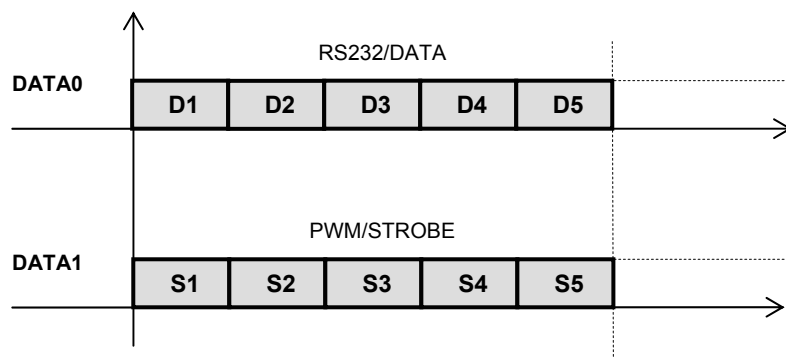 RS232/DATA
DATA0
D1 D2 D3 D4 D5
PWM/STROBE
DATA1
S1 S2 S3 S4 S5